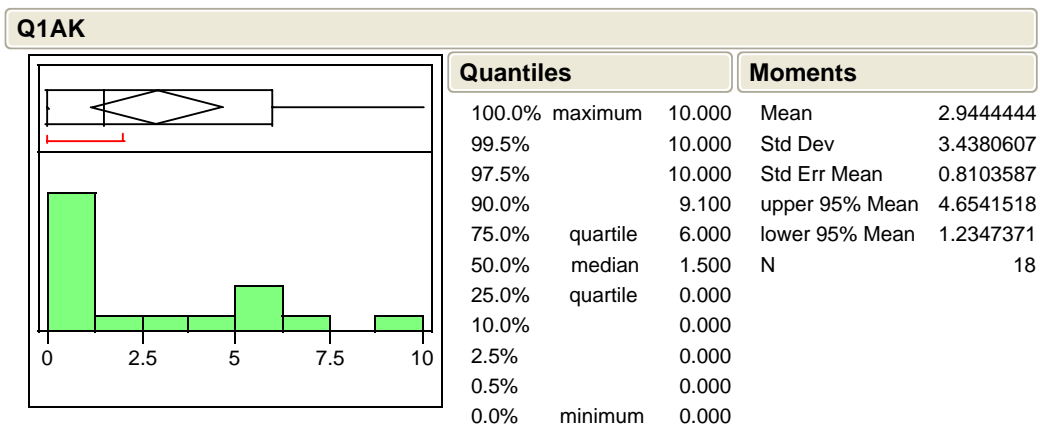 Q1AK
0 2.5 5 7.5 10
Quantiles
100.0% maximum 10.000
99.5% 10.000
97.5% 10.000
90.0% 9.100
75.0% quartile 6.000
50.0% median 1.500
25.0% quartile 0.000
10.0% 0.000
2.5% 0.000
0.5% 0.000
0.0% minimum 0.000
Moments
Mean 2.9444444
Std Dev 3.4380607
Std Err Mean 0.8103587
upper 95% Mean 4.6541518
lower 95% Mean 1.2347371
N 18